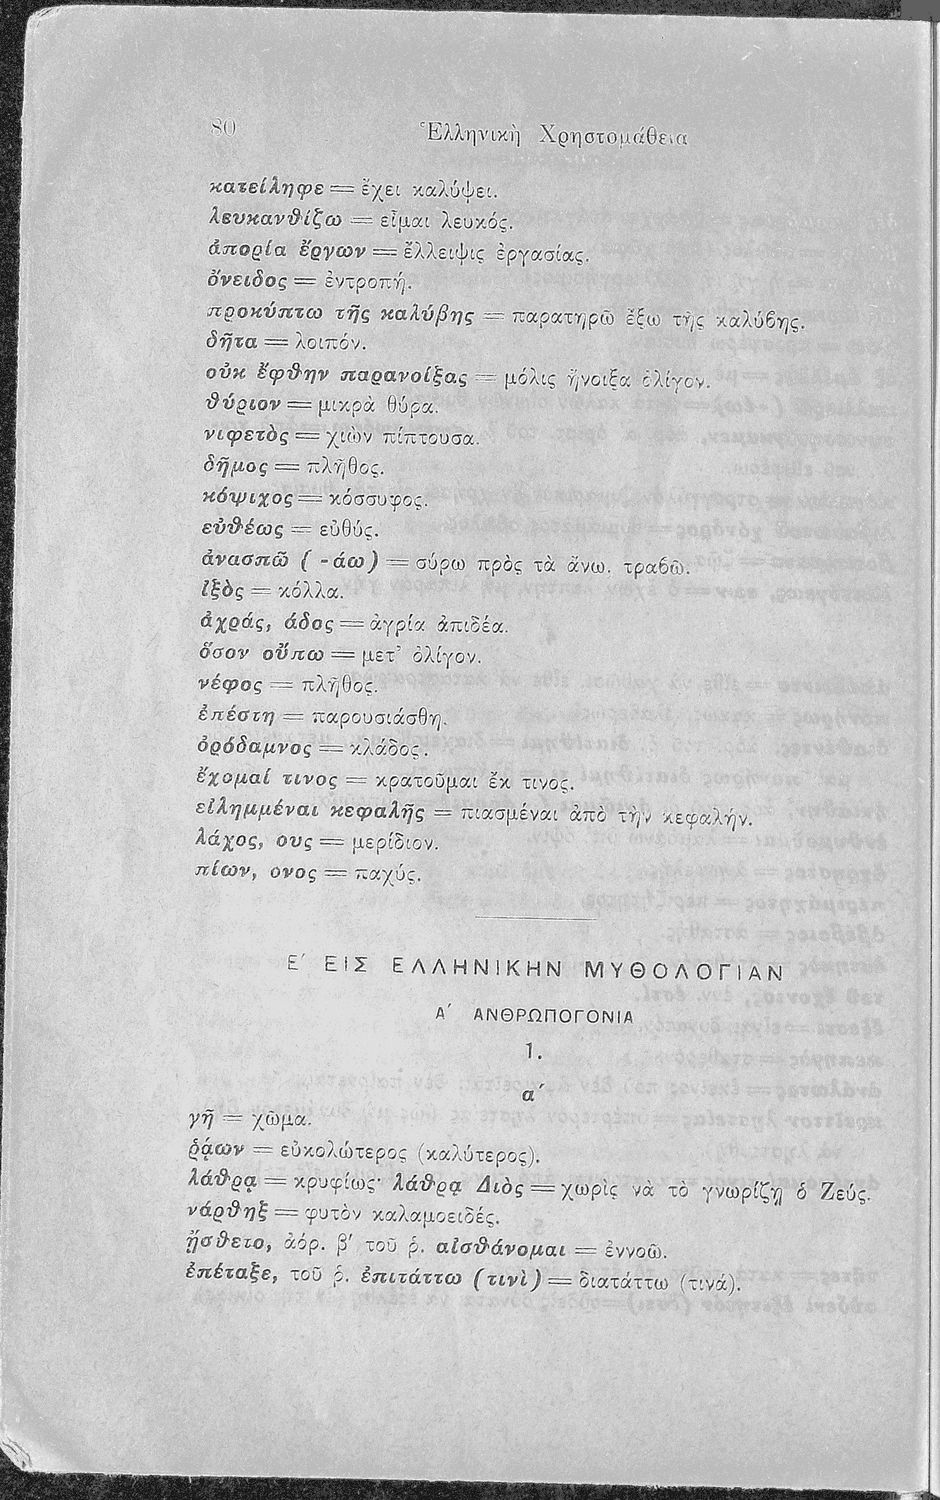 80
Ἑλληνικὴ Χρηστομάθεια
κατείληφε = ἔχει καλύψει.
λευκανθίζω = εἶμαι λευκός.
ἀπορία ἔργων = ἔλλειψις ἐργασίας.
ὄνειδος = ἐντροπή.
προκύπτω τῆς καλύβης = παρατηρῶ ἔξω τῆς καλύβης.
δῆτα = λοιπόν.
οὐκ ἔφθην παρανοίξας = μόλις ἤνοιξα ὀλίγον.
θύριον = μικρὰ θύρα.
νιφετὸς = χιὼν πίπτουσα.
δῆμος = πλῆθος.
κόψιχος = κόσσυφος.
εὐθέως = εὐθύς.
ἀνασπῶ ( -άω) = σύρω πρὸς τὰ ἄνω, τραβῶ.
ἰξὸς = κόλλα.
ἀχράς, άδος = ἀγρία ἀπιδέα.
ὅσον οὔπω = μετ' ὀλίγον.
νέφος = πλῆθος.
ἐπέστη = παρουσιάσθη.
ὀρόδαμνος = κλάδος.
ἔχομαί τινος = κρατοῦμαι ἔκ τινος.
εἰλημμέναι κεφαλῆς = πιασμέναι ἀπὸ τὴν κεφαλήν.
λάχος, ους = μερίδιον.
πίων, ονος = παχύς.
Ε' ΕΙΣ ΕΛΛΗΝΙΚΗΝ ΜΥΘΟΛΟΓΙΑΝ
Α' ΑΝΘΡΩΠΟΓΟΝΙΑ
1.
α'
γῆ = χῶμα.
ῥᾴων = εὐκολώτερος (καλύτερος).
λάθρᾳ = κρυφίως· λάθρᾳ Διὸς = χωρὶς νὰ τὸ γνωρίζῃ ὁ Ζεύς.
νάρθηξ = φυτὸν καλαμοειδές.
ᾔσθετο, ἀόρ. β' τοῦ ῥ. αἰσθάνομαι = ἐννοῶ.
ἐπέταξε, τοῦ ῥ. ἐπιτάττω (τινὶ) = διατάττω (τινά).